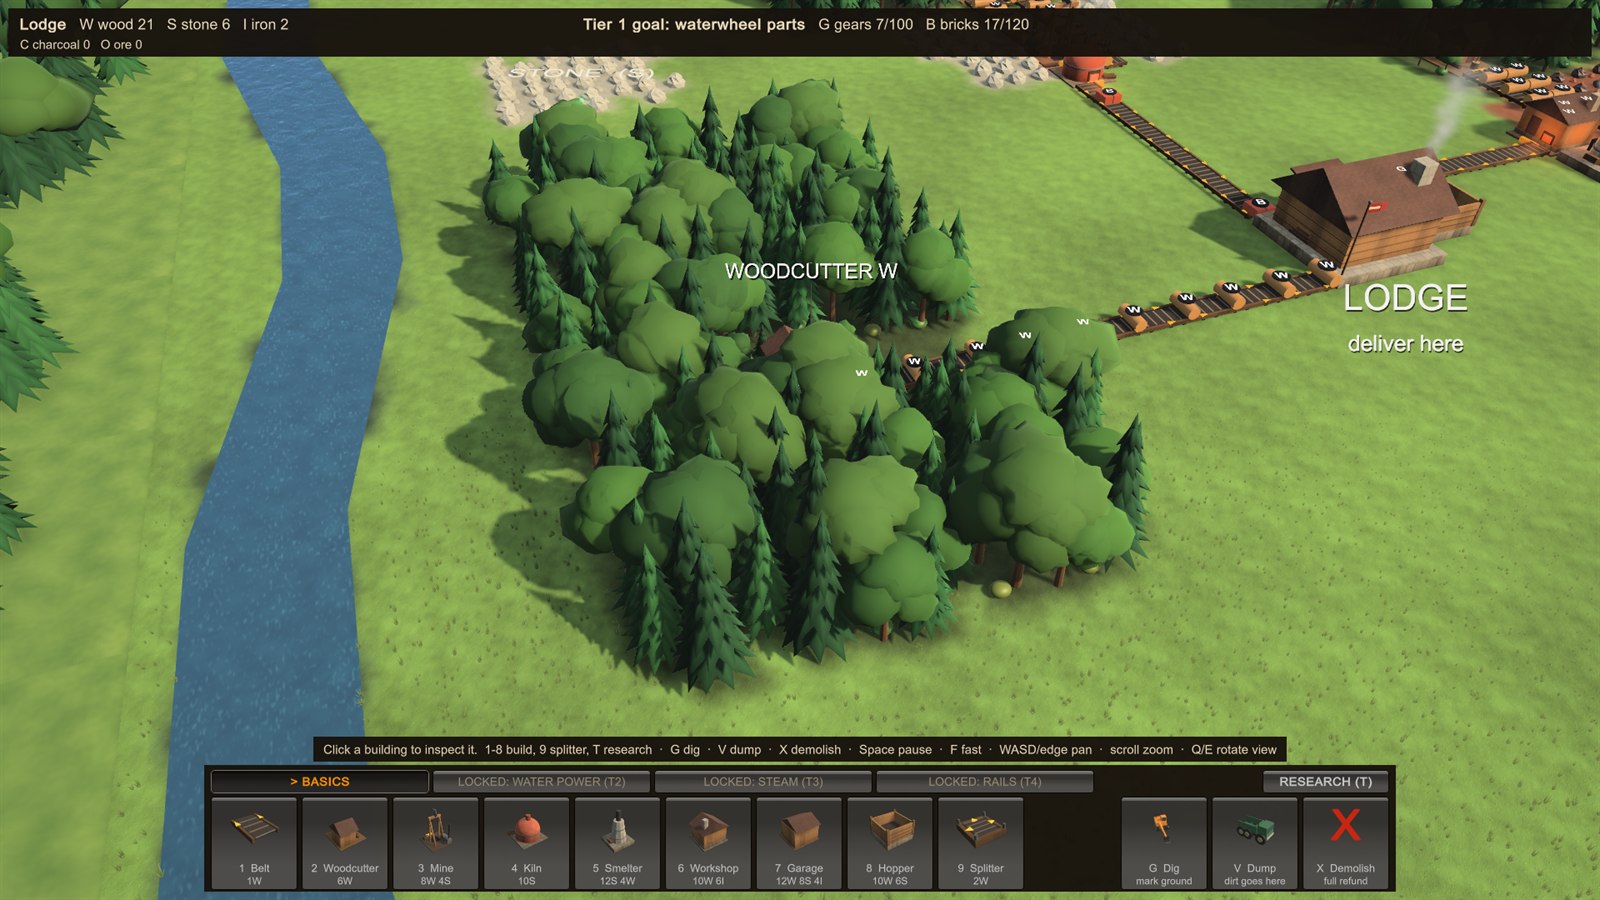 Lodge W wood 21 S stone 6 I iron 2
C charcoal 0 O ore 0
Tier 1 goal: waterwheel parts G gears 7/100 B bricks 17/120
STONE (S)
B
B
G
WOODCUTTER W
W W W W W
W W W W W
LODGE
deliver here
Click a building to inspect it. 1-8 build, 9 splitter, T research · G dig · V dump · X demolish · Space pause · F fast · WASD/edge pan · scroll zoom · Q/E rotate view
> BASICS
LOCKED: WATER POWER (T2)
LOCKED: STEAM (T3)
LOCKED: RAILS (T4)
RESEARCH (T)
1 Belt
1W
2 Woodcutter
6W
3 Mine
8W 4S
4 Kiln
10S
5 Smelter
12S 4W
6 Workshop
10W 6I
7 Garage
12W 8S 4I
8 Hopper
10W 6S
9 Splitter
2W
G Dig
mark ground
V Dump
dirt goes here
X Demolish
full refund